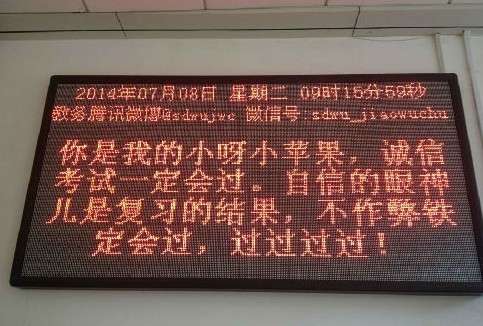 2014年07月08日 星期二 09时15分59秒
教务腾讯微博@sdwujwc 微信号:sdwu_jiaowuchu
你是我的小呀小苹果，诚信
考试一定会过。自信的眼神
儿是复习的结果，不作弊铁
定会过，过过过过！